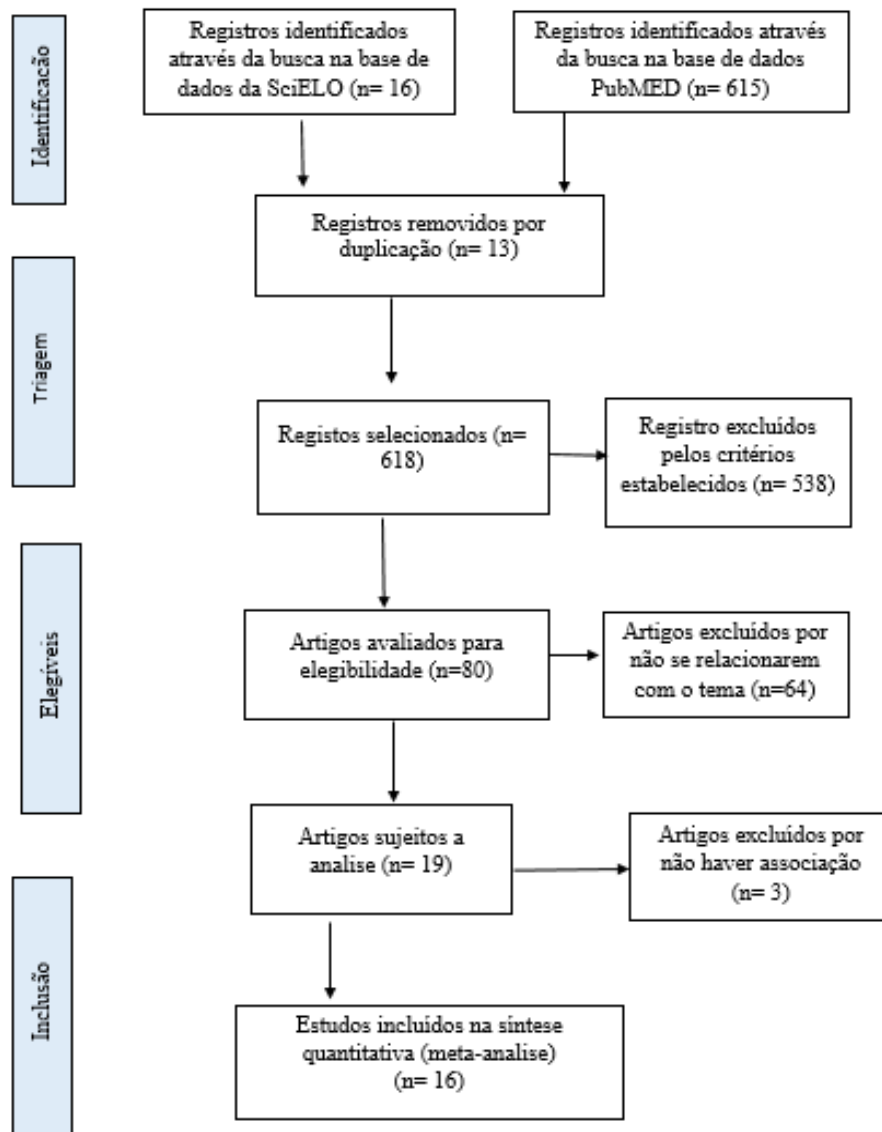 Identificação
Registros identificados
através da busca na base de
dados da SciELO (n= 16)
Registros identificados através
da busca na base de dados
PubMED (n = 615)
Registros removidos por
duplicação (n= 13)
Triagem
Registos selecionados (n=
618)
Registro excluídos
pelos critérios
estabelecidos (n= 538)
Elegíveis
Artigos avaliados para
elegibilidade (n=80)
Artigos excluídos por
não se relacionarem
com o tema (n=64)
Artigos sujeitos a
analise (n= 19)
Artigos excluídos por
não haver associação
(n= 3)
Inclusão
Estudos incluídos na síntese
quantitativa (meta-analise)
(n= 16)